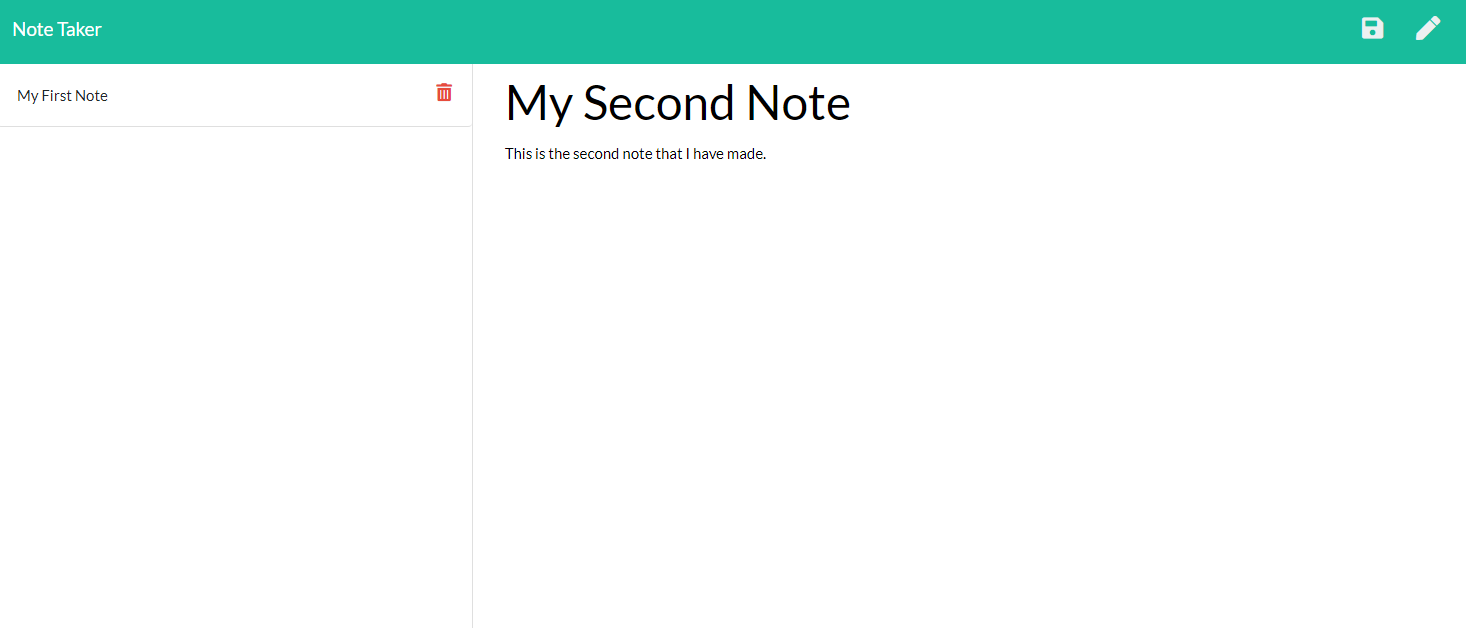 Note Taker
My First Note
My Second Note
This is the second note that I have made.